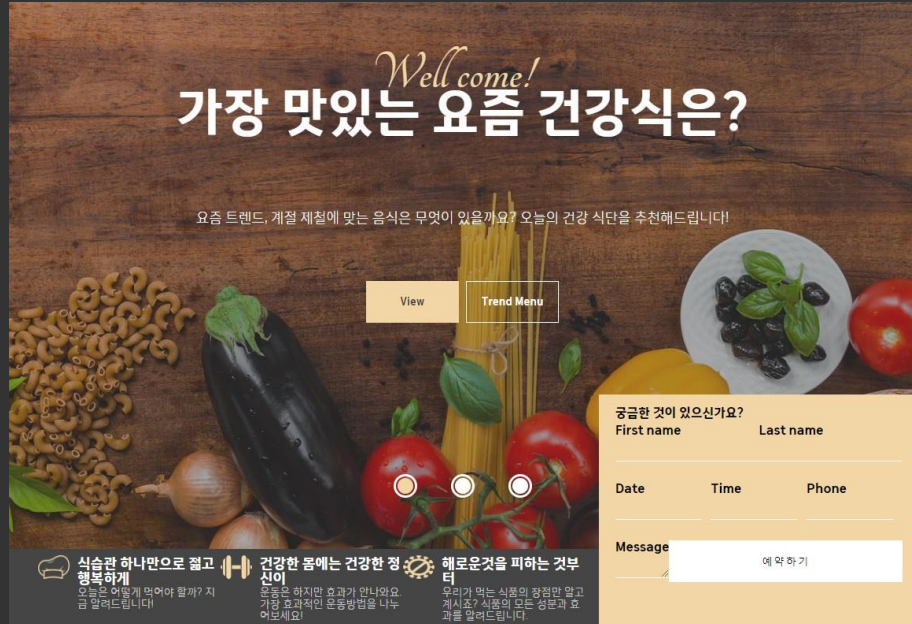 Well come!
가장 맛있는 요즘 건강식은?
요즘 트렌드, 계절 제철에 맞는 음식은 무엇이 있을까요? 오늘의 건강 식단을 추천해드립니다!
View
Trend Menu
궁금한 것이 있으신가요?
First name
Last name
Date
Time
Phone
Message
예약하기
식습관 하나만으로 젊고
행복하게
오늘은 어떻게 먹어야 할까? 지
금 알려드립니다!
건강한 몸에는 건강한 정
신이
운동은 하지만 효과가 안나와요.
가장 효과적인 운동방법을 나누
어보세요!
해로운것을 피하는 것부
터
우리가 먹는 식품의 장점만 알고
계시죠? 식품의 모든 성분과 효
과를 알려드립니다.